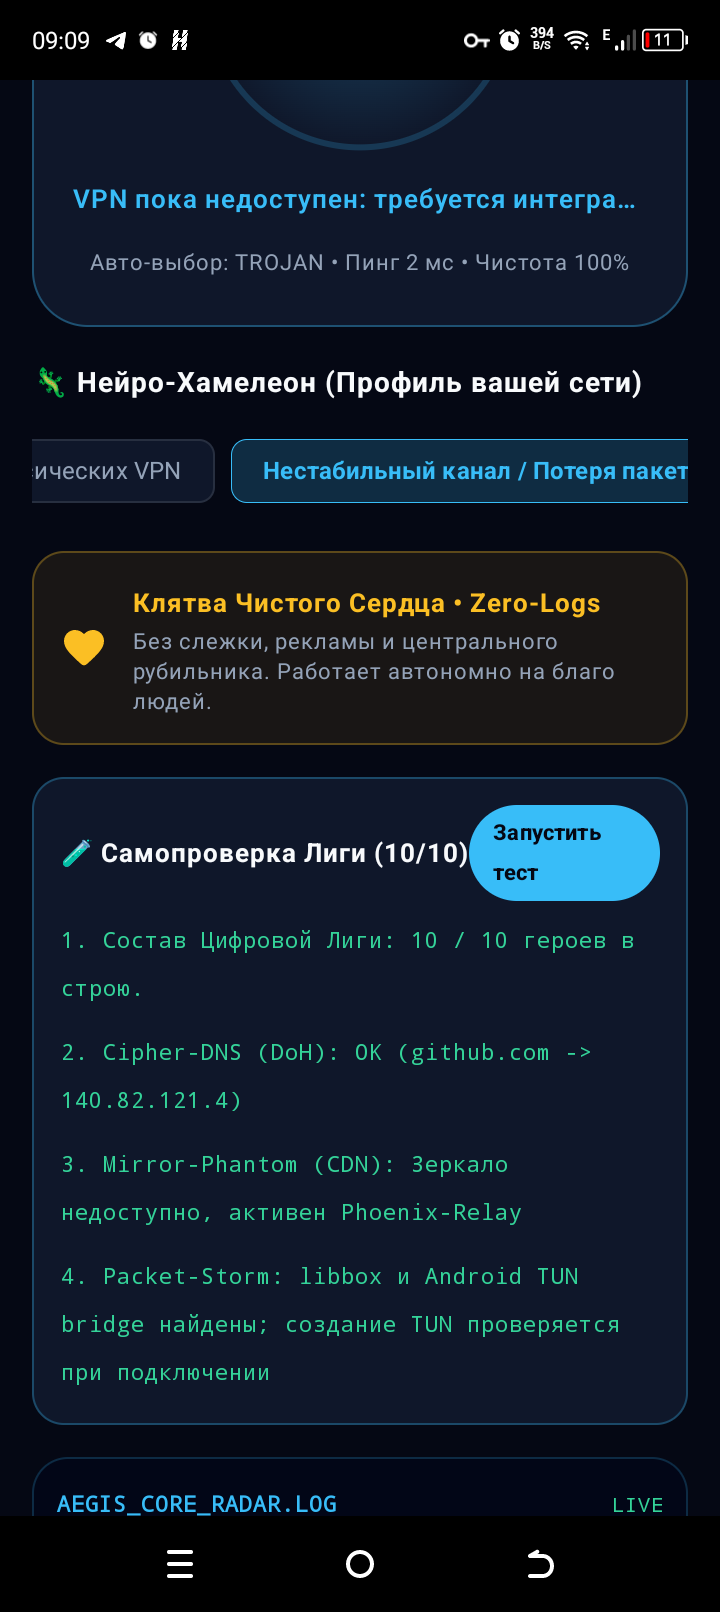 09:09
394
B/S
E
11
VPN пока недоступен: требуется интегра...
Авто-выбор: TROJAN • Пинг 2 мс • Чистота 100%
🦎 Нейро-Хамелеон (Профиль вашей сети)
сических VPN
Нестабильный канал / Потеря пакет
Клятва Чистого Сердца • Zero-Logs
Без слежки, рекламы и центрального
рубильника. Работает автономно на благо
людей.
🧪 Самопроверка Лиги (10/10)
Запустить
тест
1. Состав Цифровой Лиги: 10 / 10 героев в
строю.
2. Cipher-DNS (DoH): OK (github.com ->
140.82.121.4)
3. Mirror-Phantom (CDN): Зеркало
недоступно, активен Phoenix-Relay
4. Packet-Storm: libbox и Android TUN
bridge найдены; создание TUN проверяется
при подключении
AEGIS_CORE_RADAR.LOG
LIVE